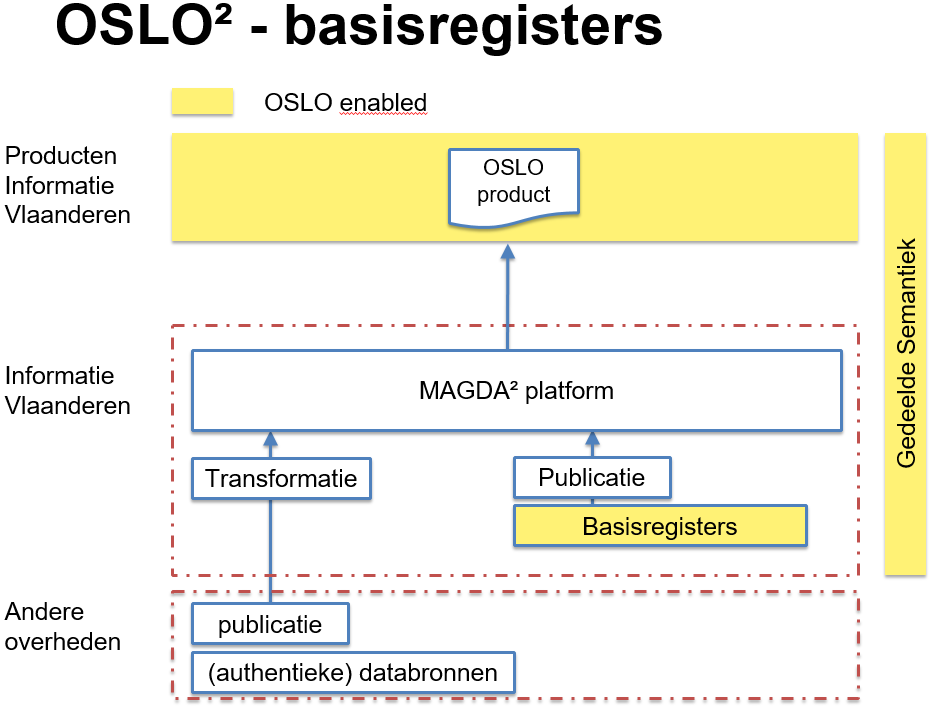 OSLO² - basisregisters
OSLO enabled
Producten
Informatie
Vlaanderen
OSLO
product
Gedeelde Semantiek
Informatie
Vlaanderen
MAGDA² platform
Transformatie
Publicatie
Basisregisters
Andere
overheden
publicatie
(authentieke) databronnen